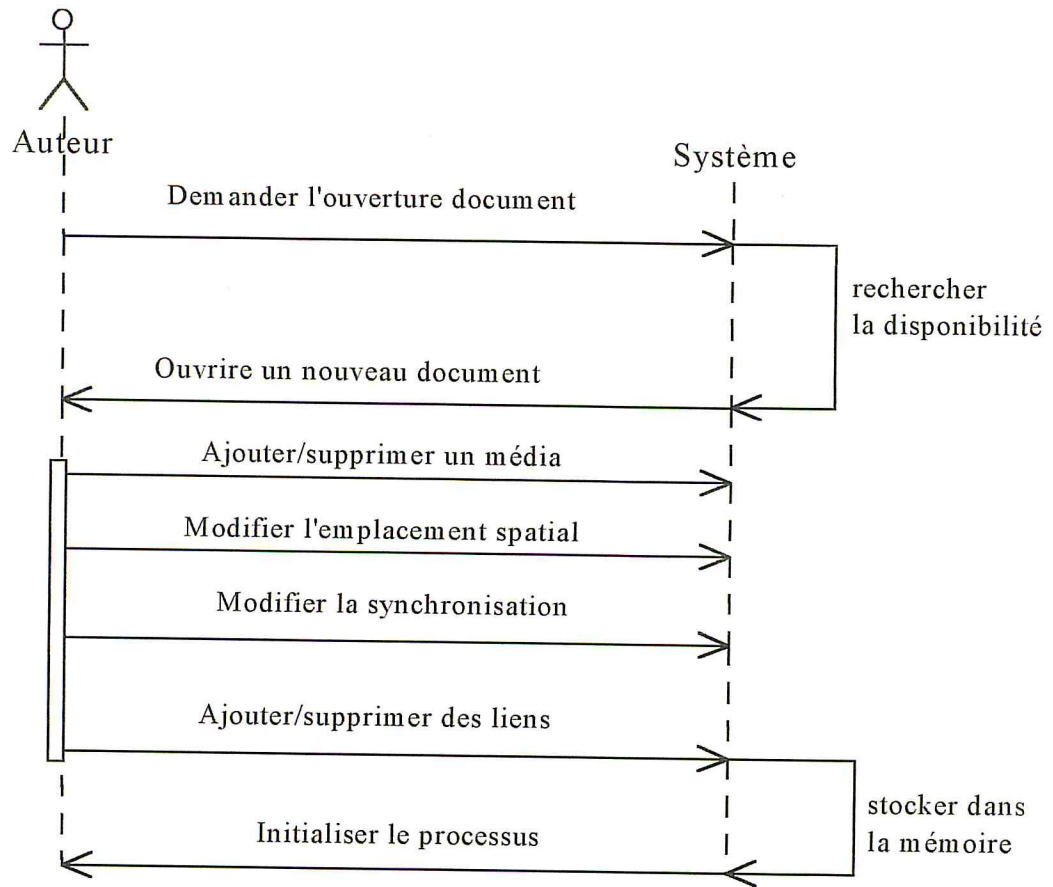 Auteur
Système
Demander l'ouverture document
rechercher
la disponibilité
Ouvrire un nouveau document
Ajouter/supprimer un média
Modifier l'emplacement spatial
Modifier la synchronisation
Ajouter/supprimer des liens
stocker dans
la mémoire
Initialiser le processus